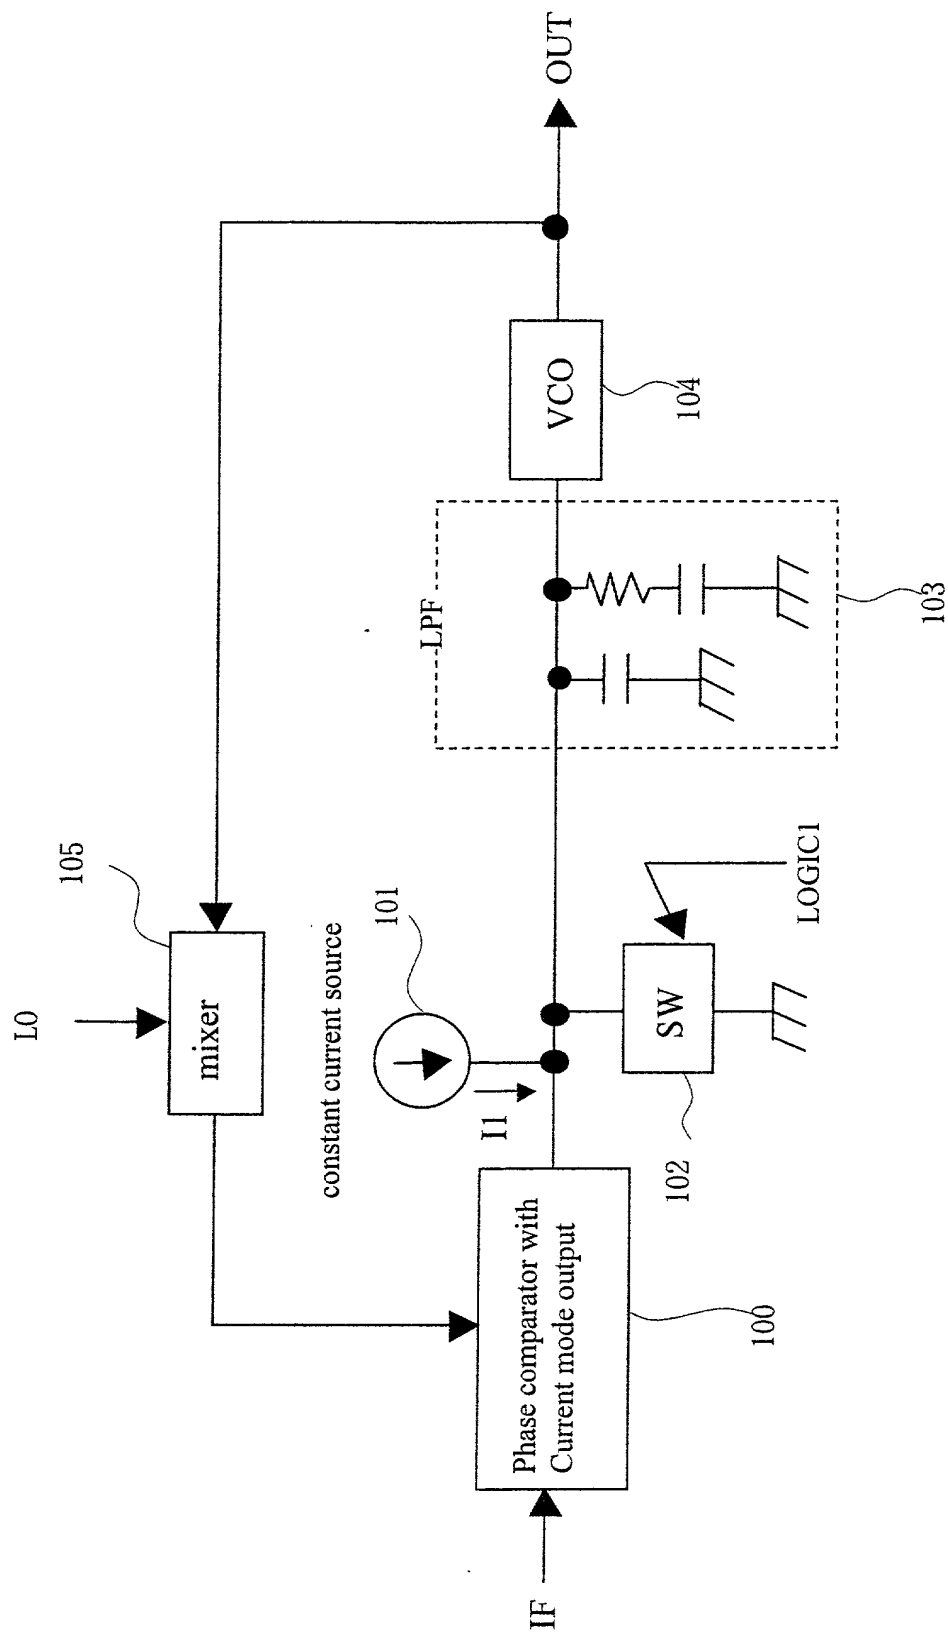 LO
mixer
105
constant current source
101
I1
IF
Phase comparator with
Current mode output
100
SW
102
LOGIC1
LPF
103
VCO
104
OUT